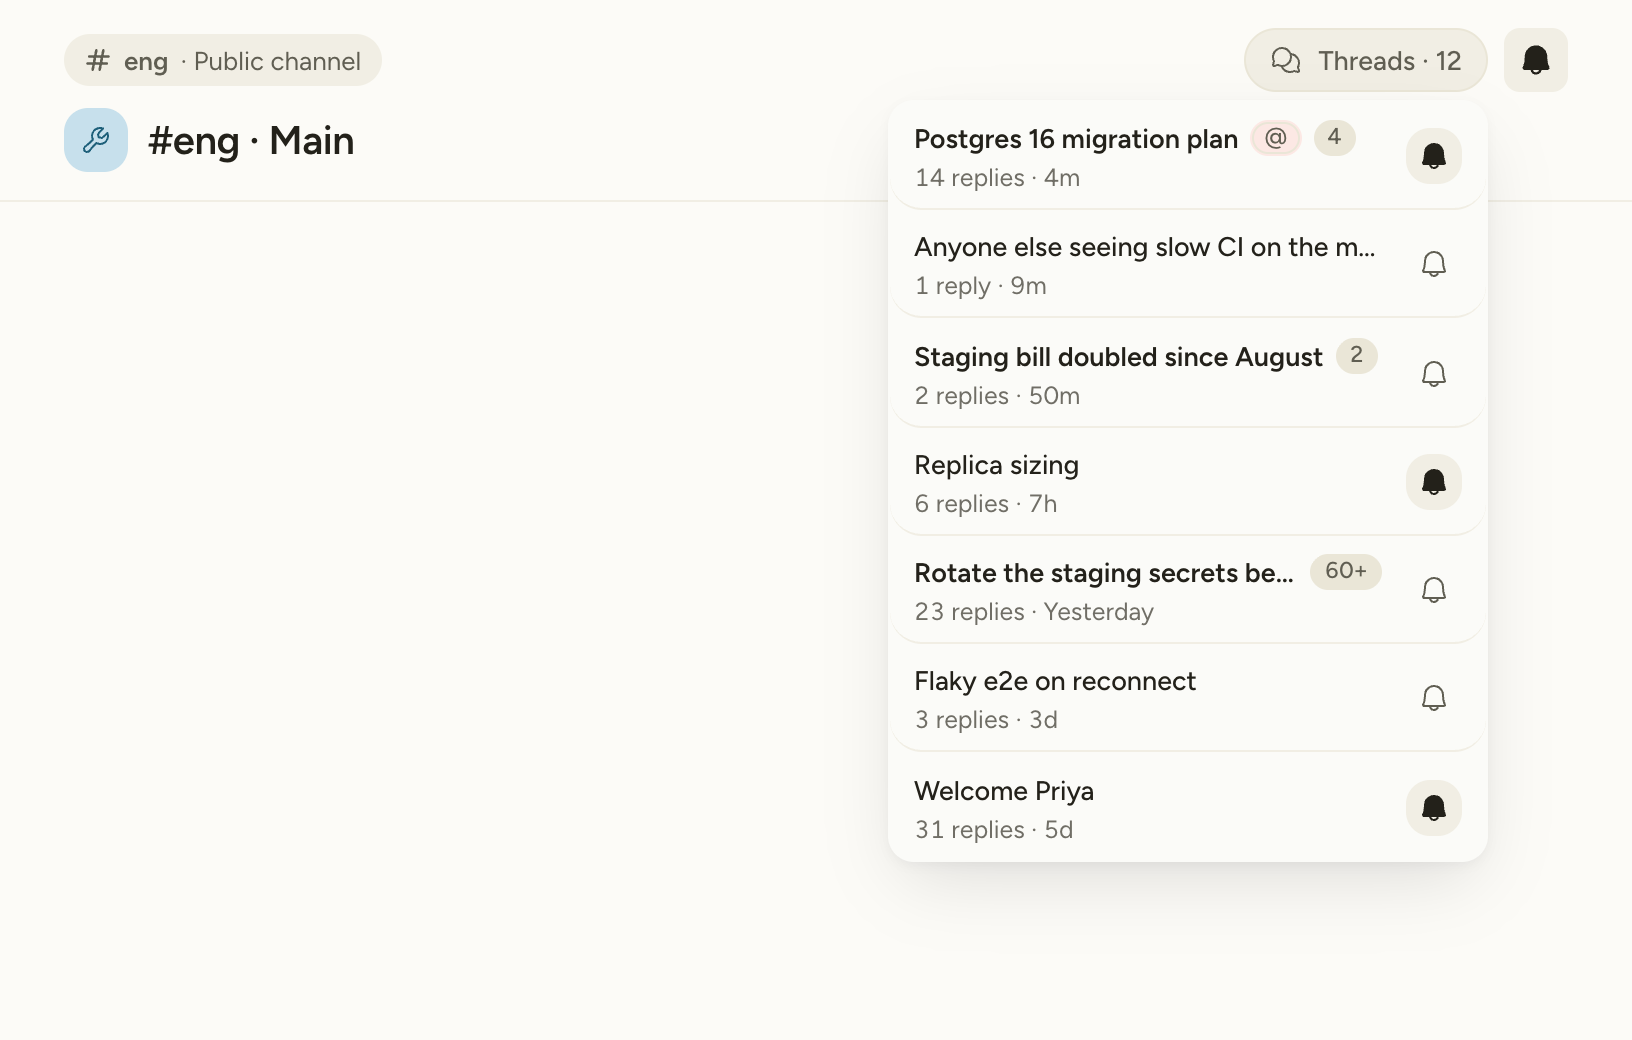 # eng · Public channel
Threads · 12
#eng · Main
Postgres 16 migration plan @ 4
14 replies · 4m
Anyone else seeing slow CI on the m...
1 reply · 9m
Staging bill doubled since August 2
2 replies · 50m
Replica sizing
6 replies · 7h
Rotate the staging secrets be... 60+
23 replies · Yesterday
Flaky e2e on reconnect
3 replies · 3d
Welcome Priya
31 replies · 5d